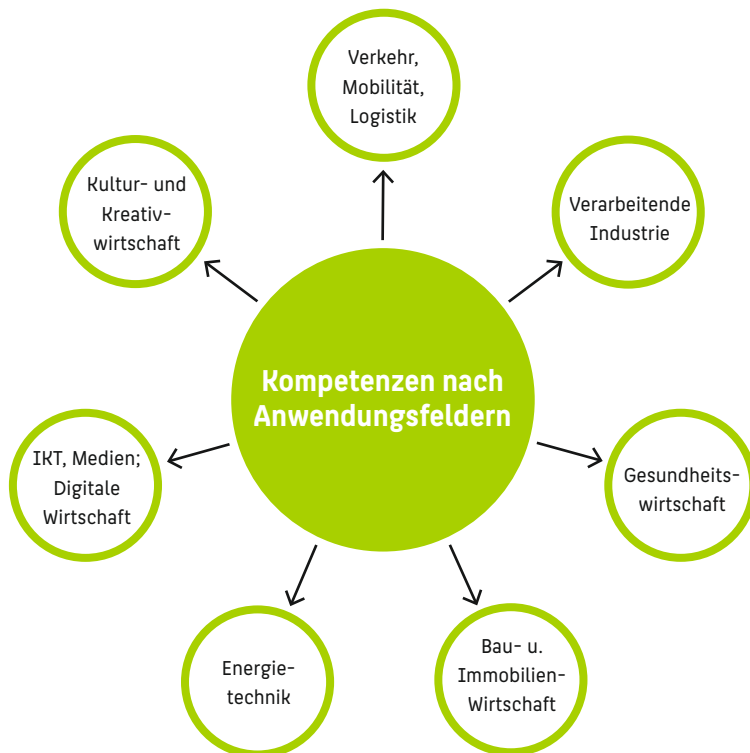 Verkehr,
Mobilität,
Logistik
Kultur- und
Kreativ-
wirtschaft
Verarbeitende
Industrie
Kompetenzen nach
Anwendungsfeldern
IKT, Medien;
Digitale
Wirtschaft
Gesundheits-
wirtschaft
Energie-
technik
Bau- u.
Immobilien-
Wirtschaft